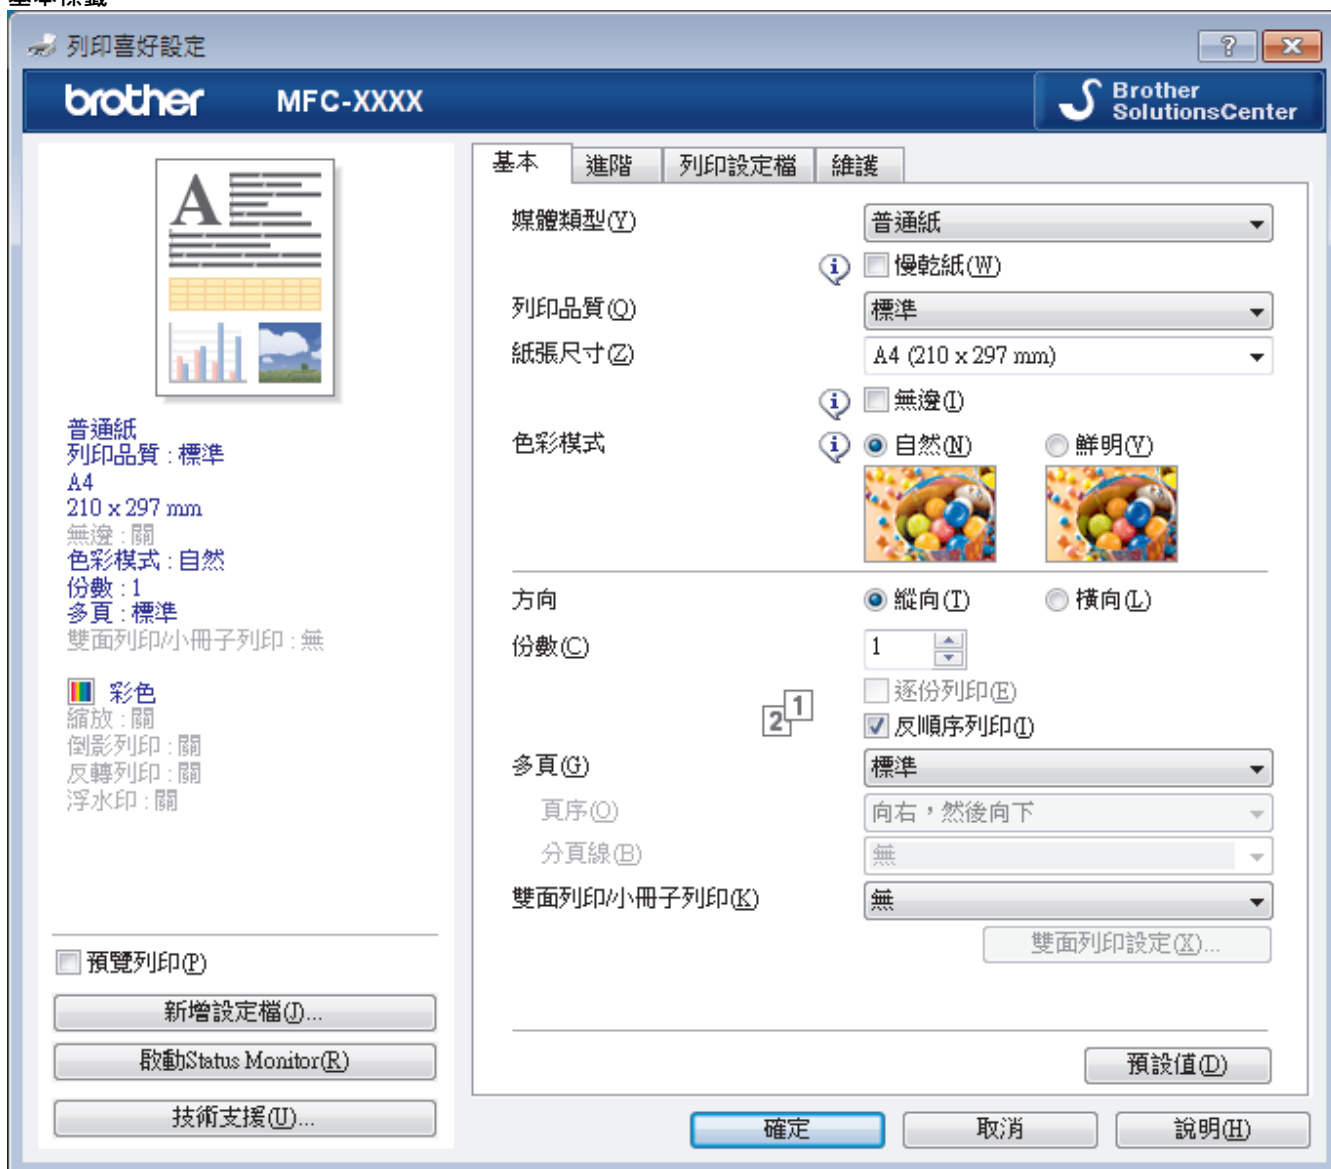 基本標籤
列印喜好設定
brother MFC-XXXX
Brother
SolutionsCenter
A
普通紙
列印品質 : 標準
A4
210 x 297 mm
無邊 : 關
色彩模式 : 自然
份數 : 1
多頁 : 標準
雙面列印/小冊子列印 : 無
彩色
縮放 : 關
倒影列印 : 關
反轉列印 : 關
浮水印 : 關
預覽列印(P)
新增設定檔(J)...
啟動Status Monitor(R)
技術支援(U)...
基本 進階 列印設定檔 維護
媒體類型(Y) 普通紙
慢乾紙(W)
列印品質(Q) 標準
紙張尺寸(Z) A4 (210 x 297 mm)
無邊(I)
色彩模式 自然(N) 鮮明(V)
方向 縱向(T) 橫向(L)
份數(C) 1
逐份列印(E)
2 1 反順序列印(I)
多頁(G) 標準
頁序(O) 向右，然後向下
分頁線(B) 無
雙面列印/小冊子列印(K) 無
雙面列印設定(X)...
預設值(D)
確定 取消 說明(H)